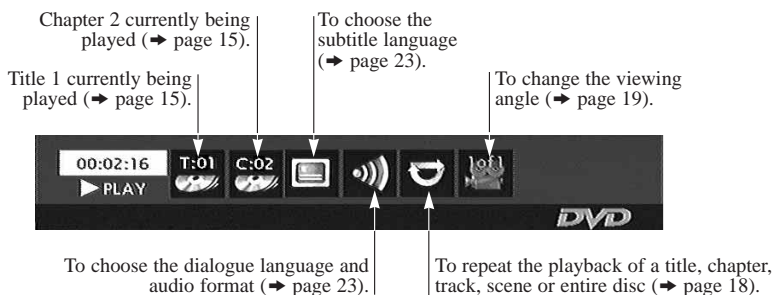 Chapter 2 currently being
played (➜ page 15).
To choose the
subtitle language
(➜ page 23).
Title 1 currently being
played (➜ page 15).
To change the viewing
angle (➜ page 19).
00:02:16
PLAY
T:01
C:02
1of1
DVD
To choose the dialogue language and
audio format (➜ page 23).
To repeat the playback of a title, chapter,
track, scene or entire disc (➜ page 18).